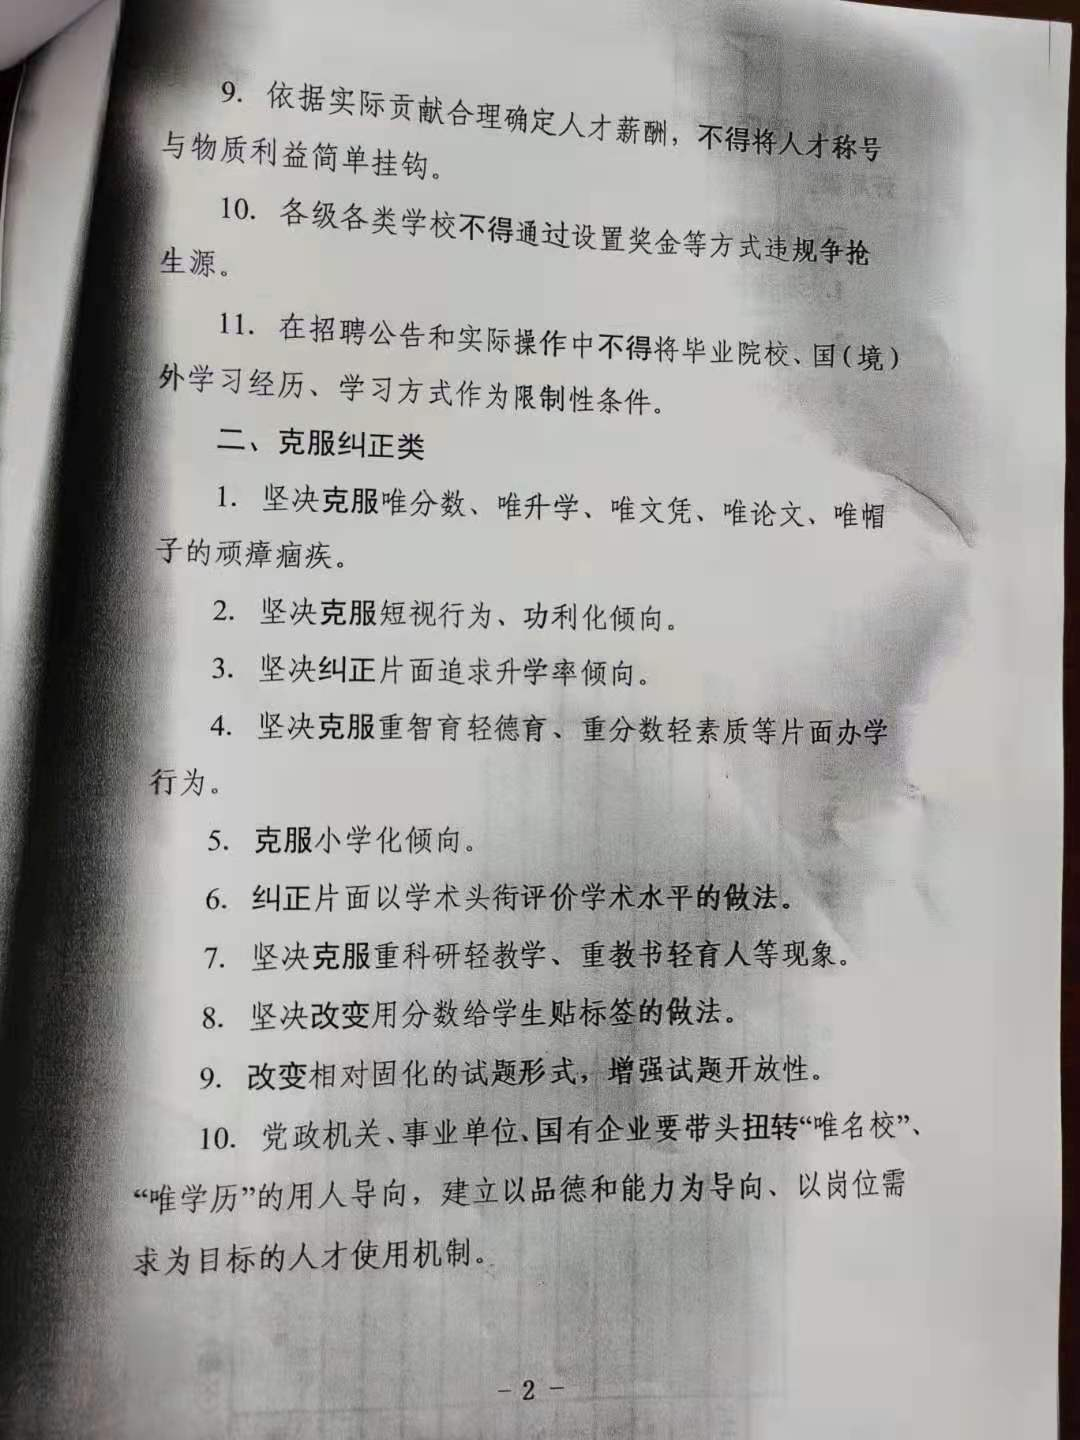 9. 依据实际贡献合理确定人才薪酬，不得将人才称号
与物质利益简单挂钩。
10. 各级各类学校不得通过设置奖金等方式违规争抢
生源。
11. 在招聘公告和实际操作中不得将毕业院校、国（境）
外学习经历、学习方式作为限制性条件。
二、克服纠正类
1. 坚决克服唯分数、唯升学、唯文凭、唯论文、唯帽
子的顽瘴痼疾。
2. 坚决克服短视行为、功利化倾向。
3. 坚决纠正片面追求升学率倾向。
4. 坚决克服重智育轻德育、重分数轻素质等片面办学
行为。
5. 克服小学化倾向。
6. 纠正片面以学术头衔评价学术水平的做法。
7. 坚决克服重科研轻教学、重教书轻育人等现象。
8. 坚决改变用分数给学生贴标签的做法。
9. 改变相对固化的试题形式，增强试题开放性。
10. 党政机关、事业单位、国有企业要带头扭转“唯名校”、
“唯学历”的用人导向，建立以品德和能力为导向、以岗位需
求为目标的人才使用机制。
- 2 -